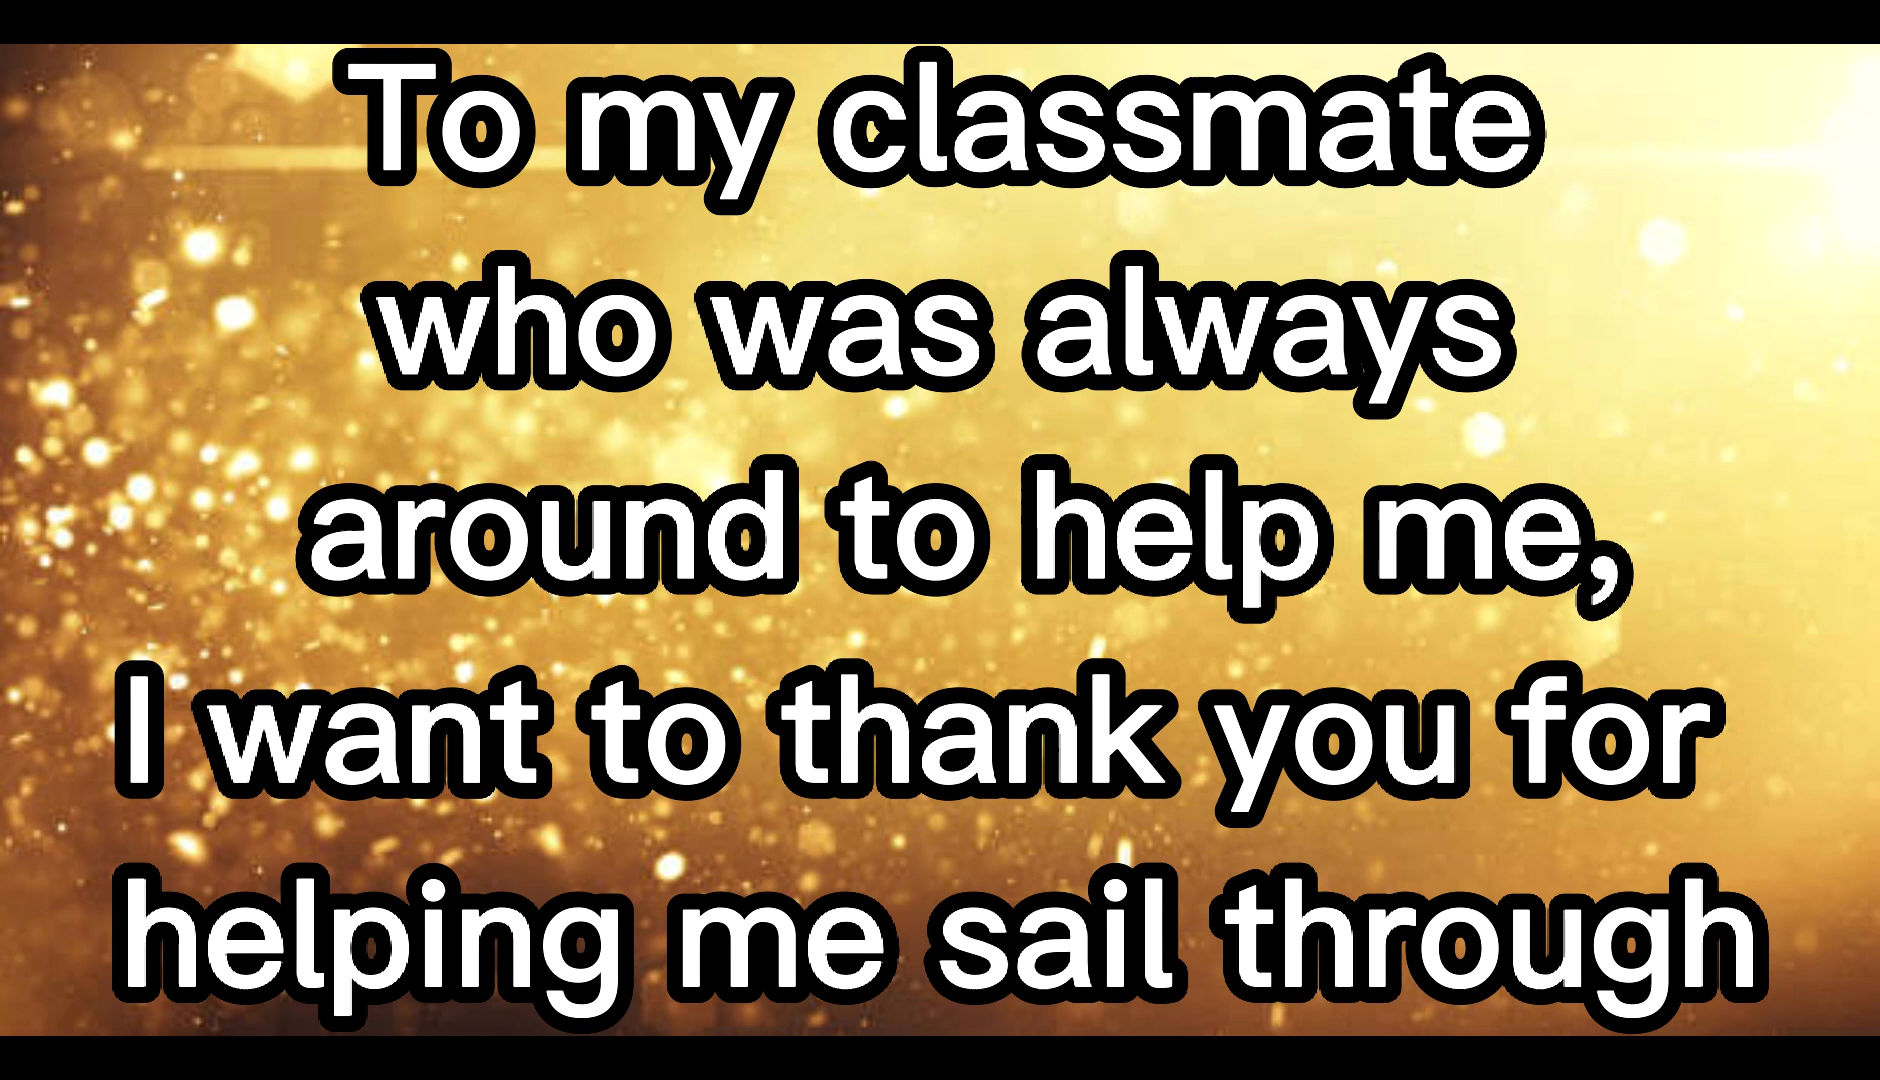 To my classmate
who was always
around to help me,
I want to thank you for
helping me sail through